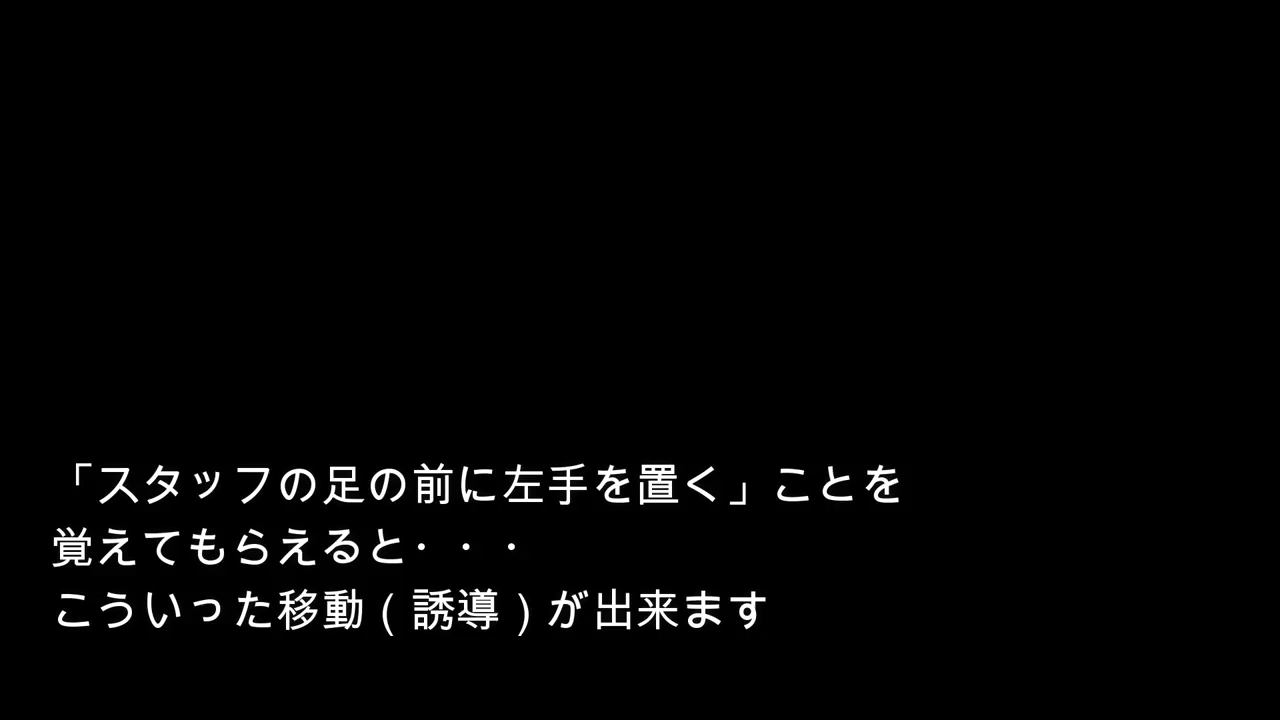 「スタッフの足の前に左手を置く」ことを
覚えてもらえると・・・
こういった移動(誘導)が出来ます